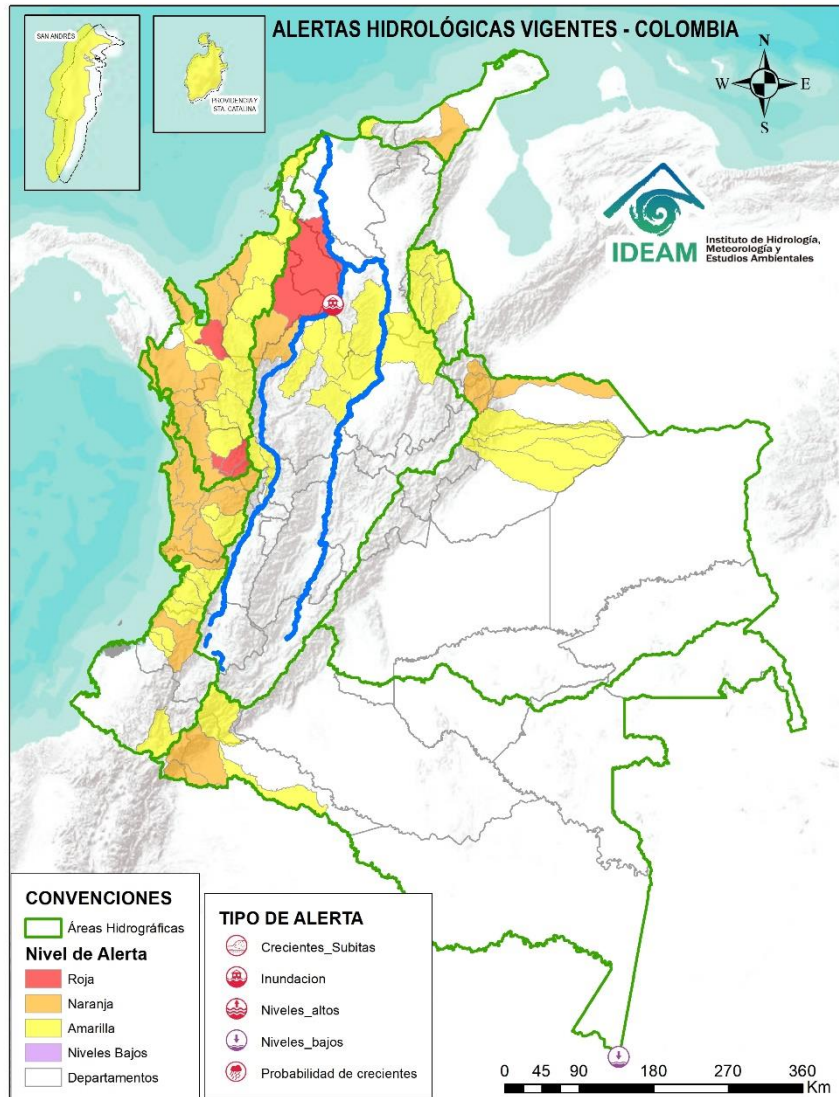 ALERTAS HIDROLÓGICAS VIGENTES - COLOMBIA
SAN ANDRÉS
PROVIDENCIA Y
STA. CATALINA
N
W
E
S
IDEAM
Instituto de Hidrología,
Meteorología y
Estudios Ambientales
CONVENCIONES
Áreas Hidrográficas
Nivel de Alerta
Roja
Naranja
Amarilla
Niveles Bajos
Departamentos
TIPO DE ALERTA
Crecientes_Subitas
Inundacion
Niveles_altos
Niveles_bajos
Probabilidad de crecientes
0 45 90 180 270 360
Km